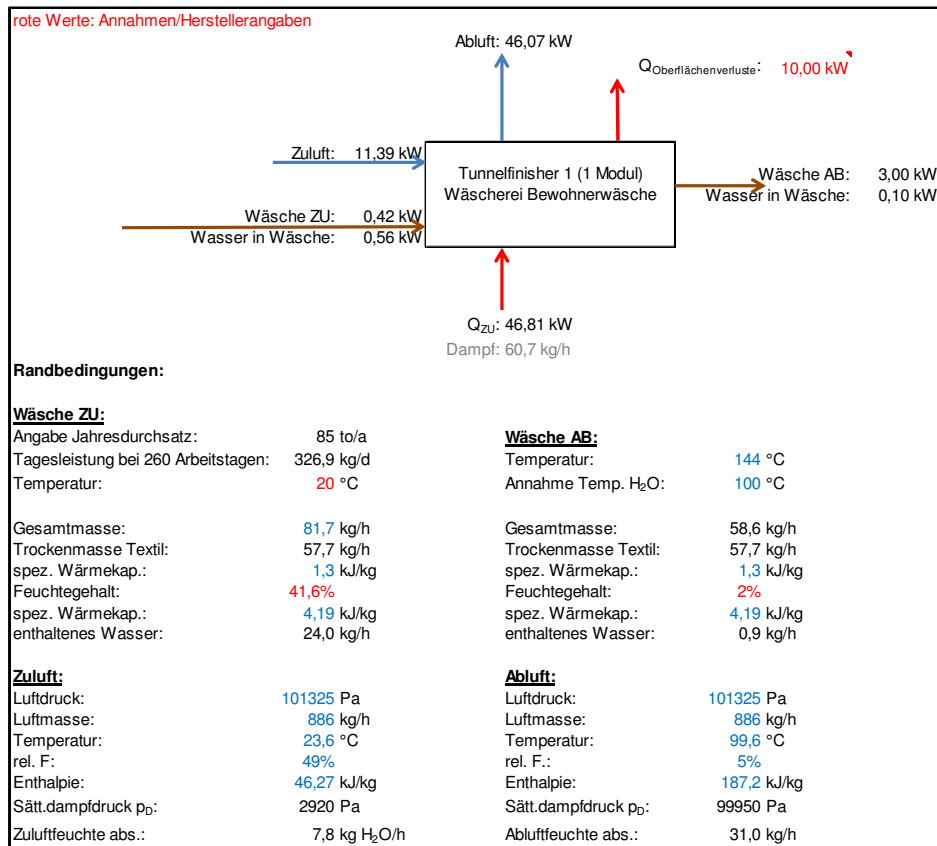 rote Werte: Annahmen/Herstellerangaben
Abluft: 46,07 kW
QOberflächenverluste: 10,00 kW
Zuluft: 11,39 kW
Tunnelfinisher 1 (1 Modul)
Wäscherei Bewohnerwäsche
Wäsche AB: 3,00 kW
Wasser in Wäsche: 0,10 kW
Wäsche ZU: 0,42 kW
Wasser in Wäsche: 0,56 kW
QZU: 46,81 kW
Dampf: 60,7 kg/h
Randbedingungen:
Wäsche ZU:
Angabe Jahresdurchsatz: 85 to/a
Tagesleistung bei 260 Arbeitstagen: 326,9 kg/d
Temperatur: 20 °C
Gesamtmasse: 81,7 kg/h
Trockenmasse Textil: 57,7 kg/h
spez. Wärmekap.: 1,3 kJ/kg
Feuchtegehalt: 41,6%
spez. Wärmekap.: 4,19 kJ/kg
enthaltenes Wasser: 24,0 kg/h
Wäsche AB:
Temperatur: 144 °C
Annahme Temp. H₂O: 100 °C
Gesamtmasse: 58,6 kg/h
Trockenmasse Textil: 57,7 kg/h
spez. Wärmekap.: 1,3 kJ/kg
Feuchtegehalt: 2%
spez. Wärmekap.: 4,19 kJ/kg
enthaltenes Wasser: 0,9 kg/h
Zuluft:
Luftdruck: 101325 Pa
Luftmasse: 886 kg/h
Temperatur: 23,6 °C
rel. F: 49%
Enthalpie: 46,27 kJ/kg
Sätt.dampfdruck pD: 2920 Pa
Zuluftfeuchte abs.: 7,8 kg H₂O/h
Abluft:
Luftdruck: 101325 Pa
Luftmasse: 886 kg/h
Temperatur: 99,6 °C
rel. F.: 5%
Enthalpie: 187,2 kJ/kg
Sätt.dampfdruck pD: 99950 Pa
Abluftfeuchte abs.: 31,0 kg/h